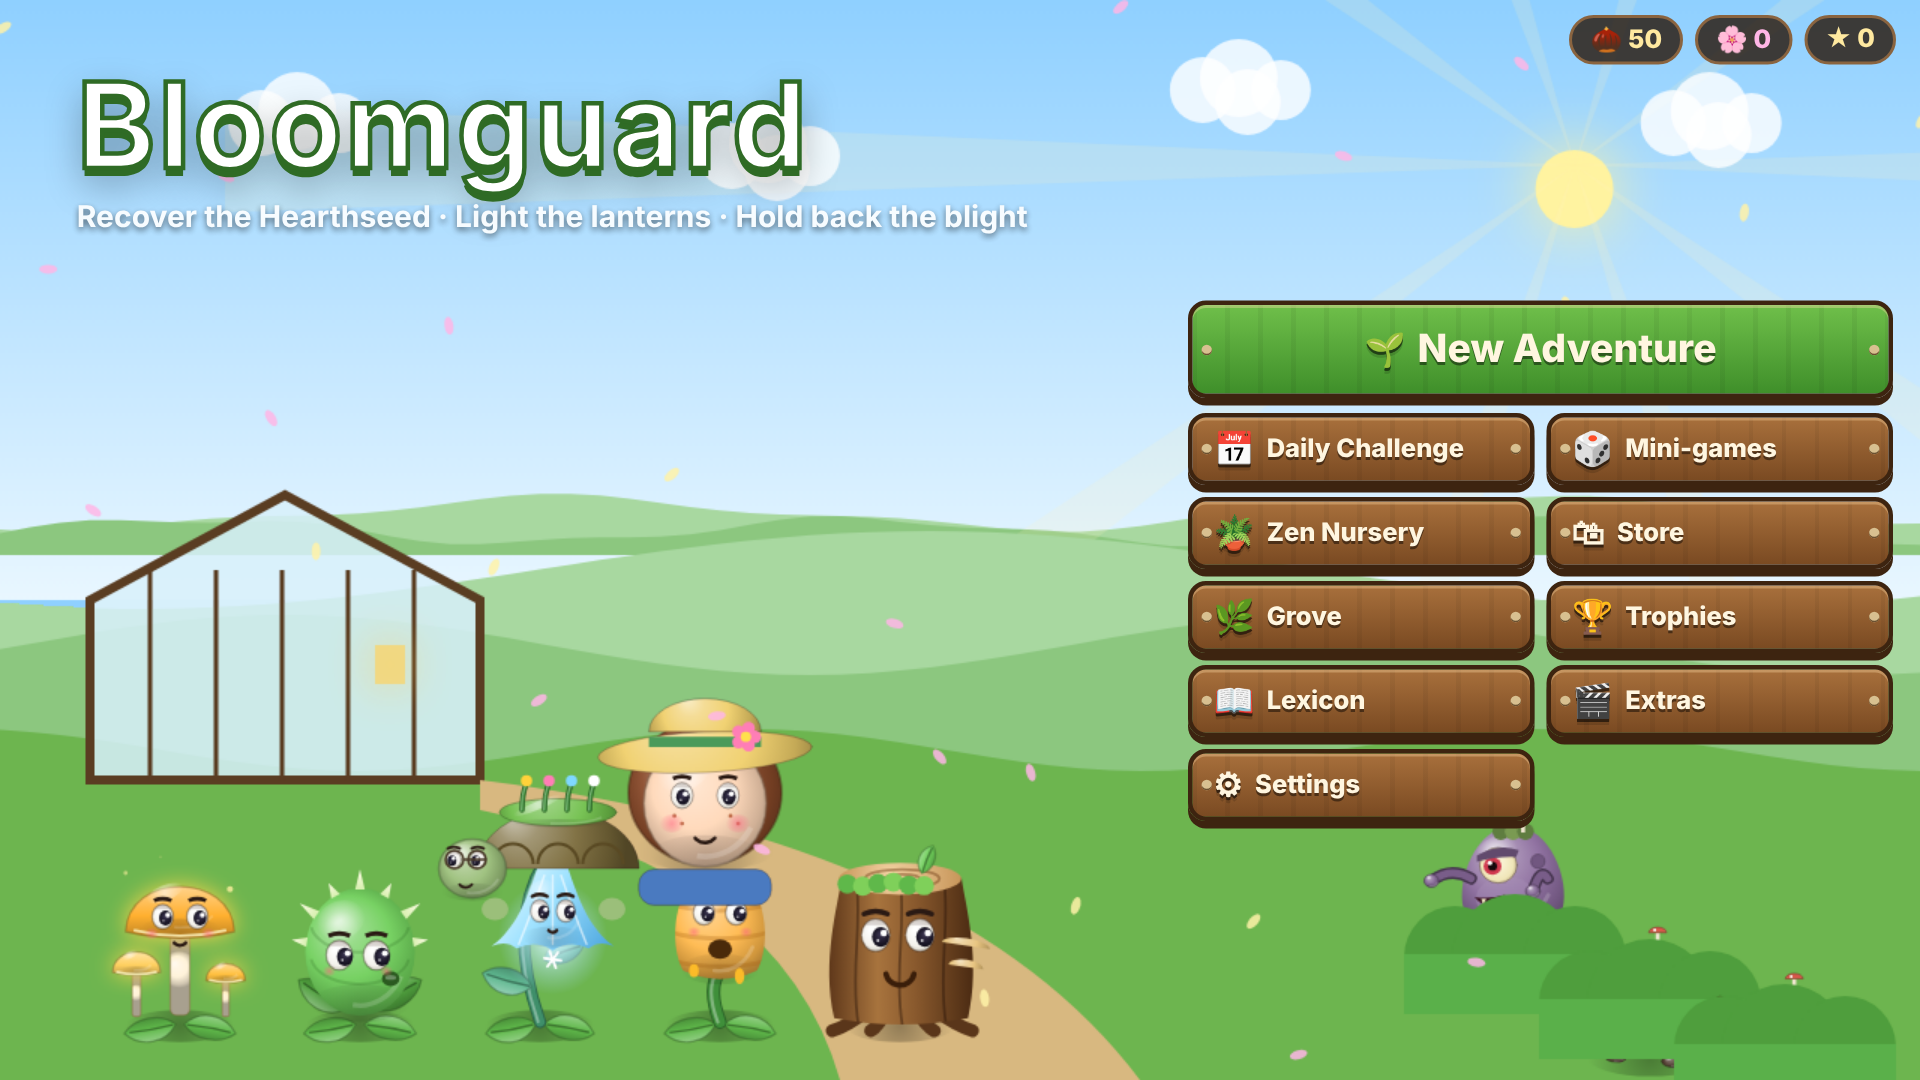 50
0
★ 0
Bloomguard
Recover the Hearthseed · Light the lanterns · Hold back the blight
New Adventure
July
17
Daily Challenge
Mini-games
Zen Nursery
Store
Grove
Trophies
Lexicon
Extras
Settings